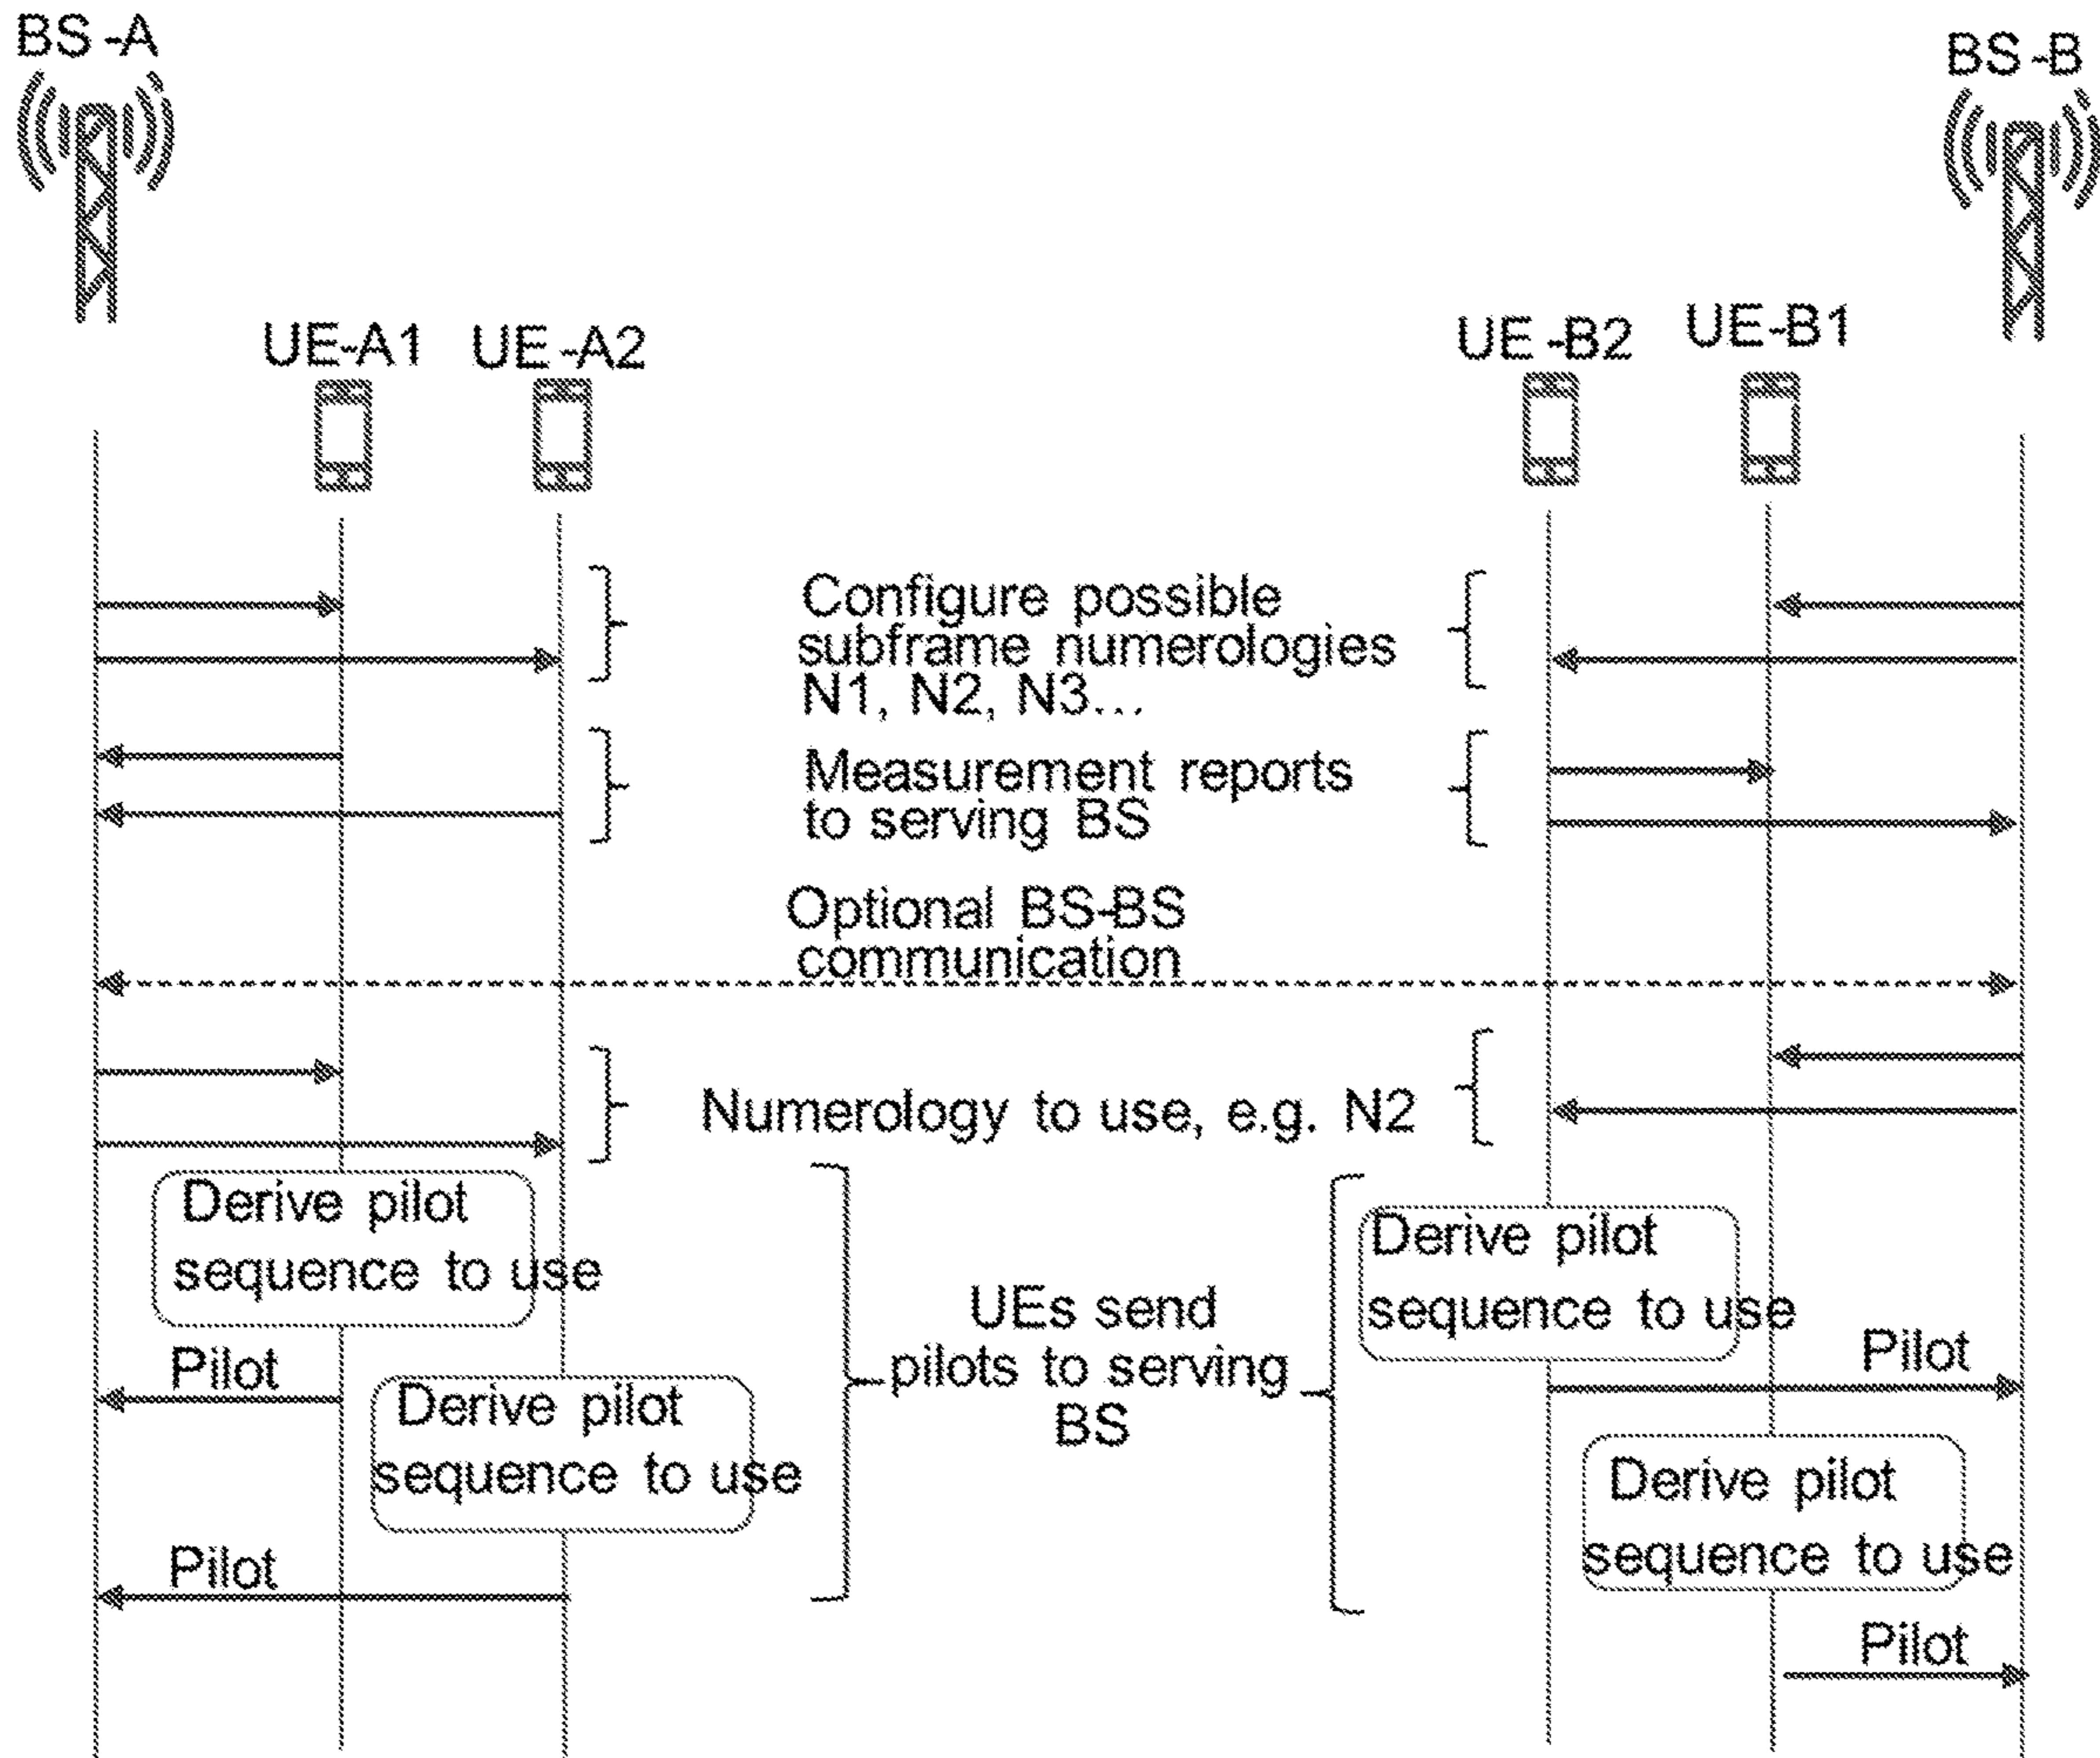 BS-A
BS-B
UE-A1
UE-A2
UE-B2
UE-B1
Configure possible
subframe numerologies
N1, N2, N3...
Measurement reports
to serving BS
Optional BS-BS
communication
Numerology to use, e.g. N2
Derive pilot
sequence to use
Derive pilot
sequence to use
UEs send
pilots to serving
BS
Pilot
Pilot
Derive pilot
sequence to use
Derive pilot
sequence to use
Pilot
Pilot